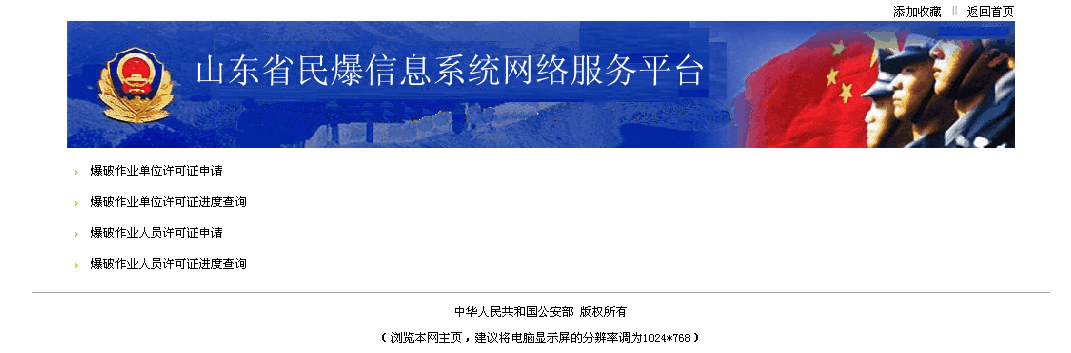 添加收藏 || 返回首页
山东省民爆信息系统网络服务平台
爆破作业单位许可证申请
爆破作业单位许可证进度查询
爆破作业人员许可证申请
爆破作业人员许可证进度查询
中华人民共和国公安部 版权所有
( 浏览本网主页，建议将电脑显示屏的分辨率调为1024*768 )